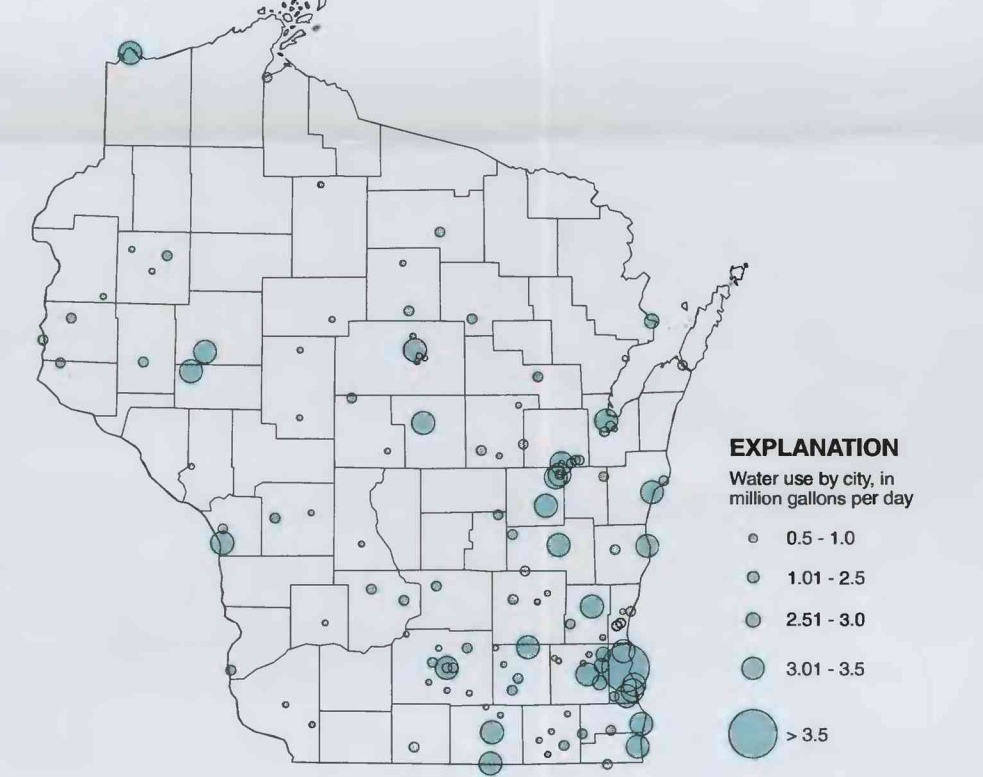 EXPLANATION
Water use by city, in
million gallons per day
0.5 - 1.0
1.01 - 2.5
2.51 - 3.0
3.01 - 3.5
> 3.5